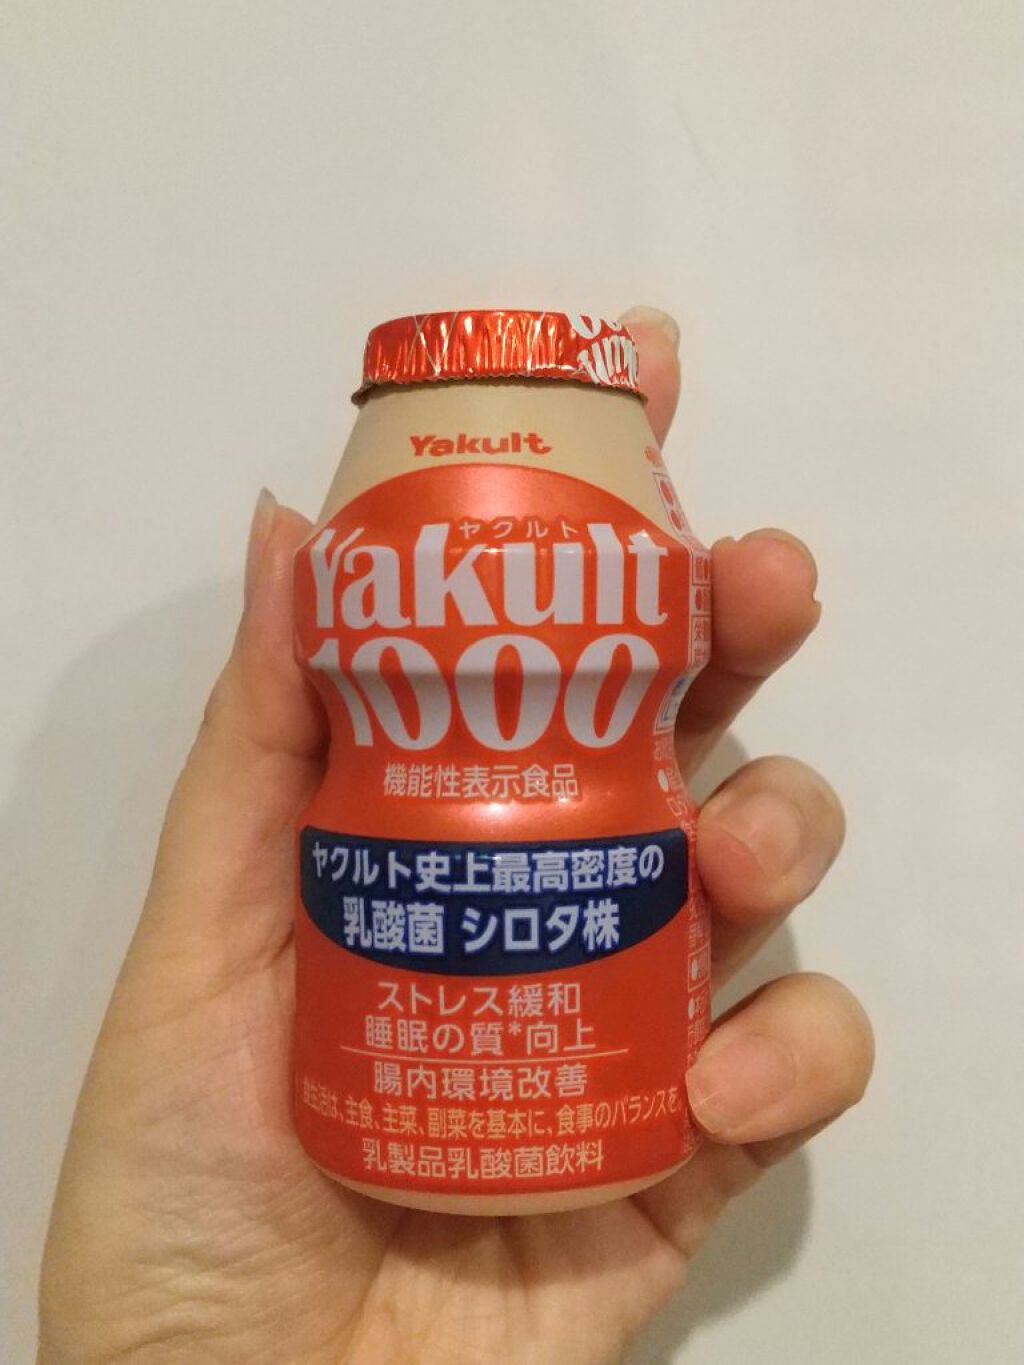 Yakult
ヤクルト
Yakult
1000
機能性表示食品
ヤクルト史上最高密度の
乳酸菌 シロタ株
ストレス緩和
睡眠の質*向上
腸内環境改善
食生活は、主食、主菜、副菜を基本に、食事のバランスを。
乳製品乳酸菌飲料